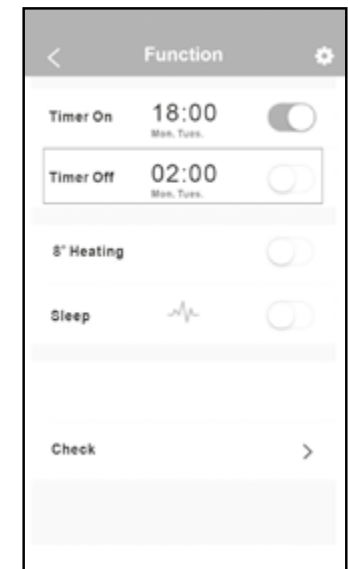 Function
Timer On 18:00
Mon. Tues.
Timer Off 02:00
Mon. Tues.
8° Heating
Sleep
Check